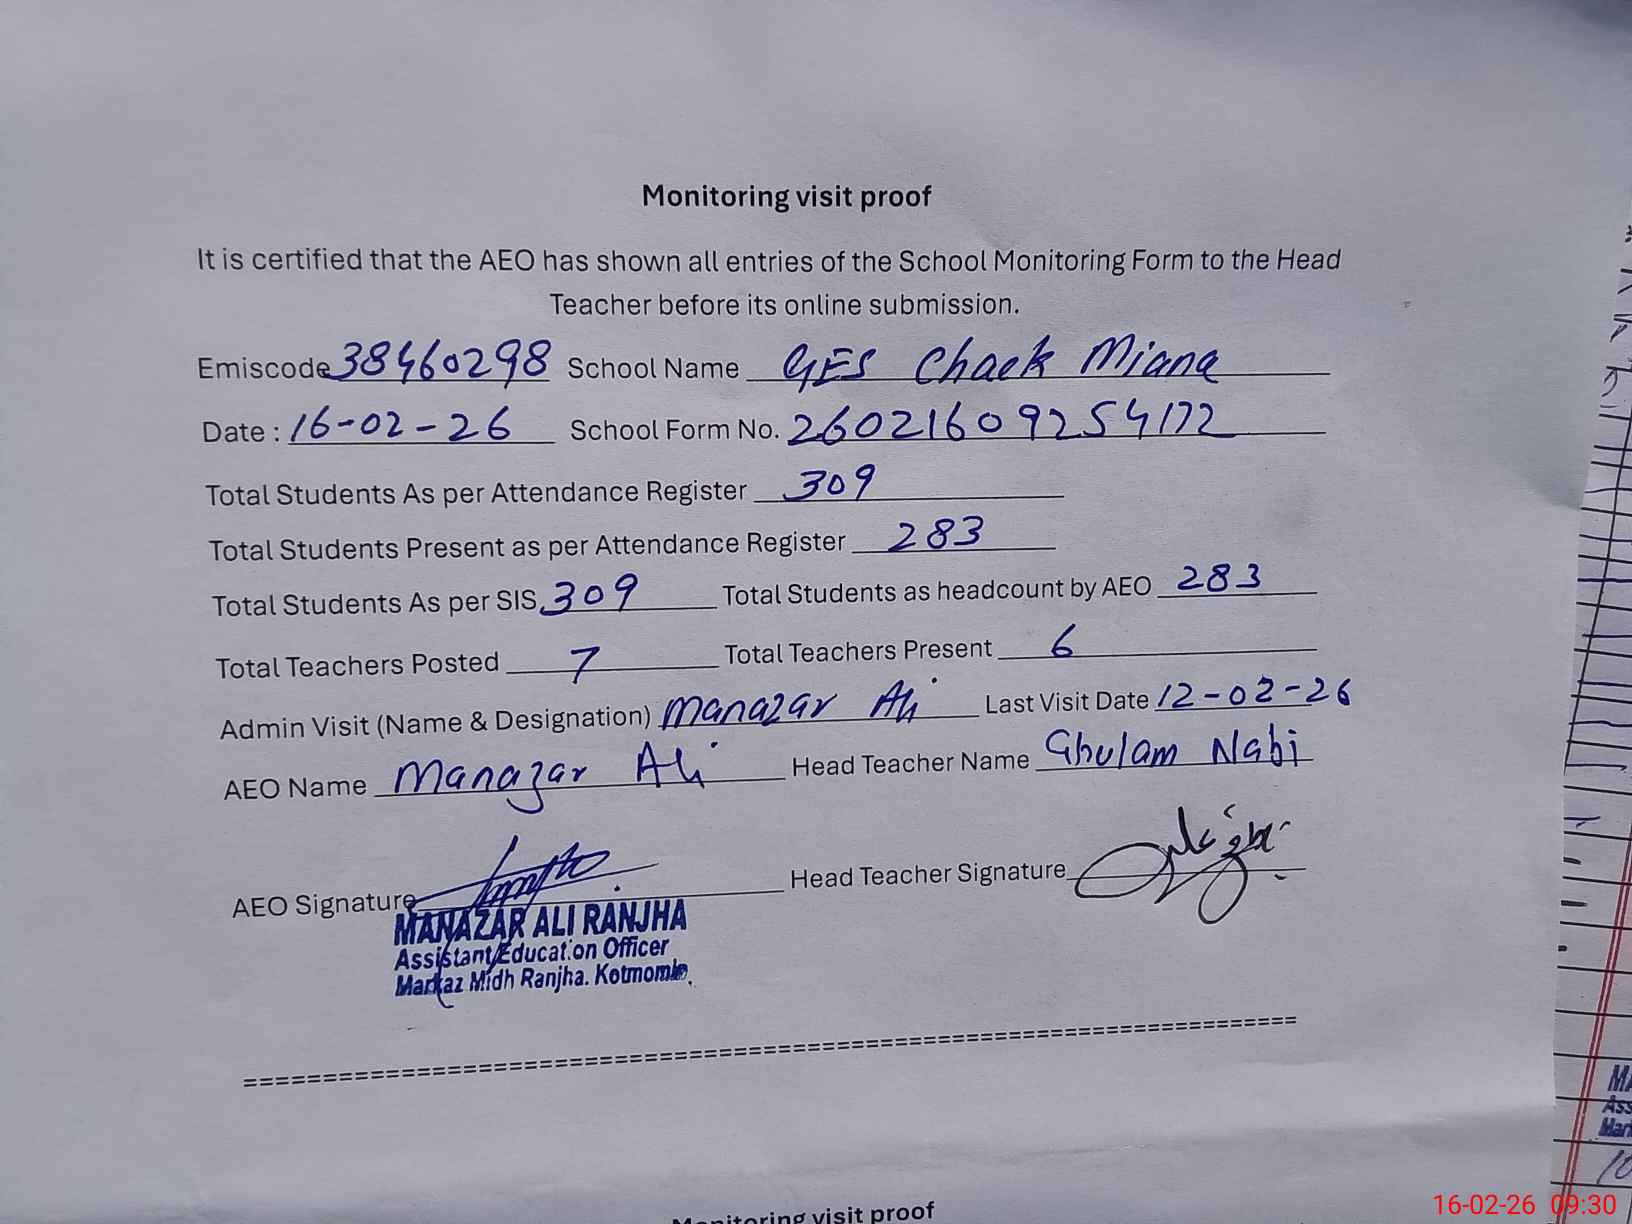 Monitoring visit proof
It is certified that the AEO has shown all entries of the School Monitoring Form to the Head
Teacher before its online submission.
Emiscode 38460298 School Name GES Chack Miana
Date : 16-02-26 School Form No. 26021609254172
Total Students As per Attendance Register 309
Total Students Present as per Attendance Register 283
Total Students As per SIS 309 Total Students as headcount by AEO 283
Total Teachers Posted 7 Total Teachers Present 6
Admin Visit (Name & Designation) Manazar Ali Last Visit Date 12-02-26
AEO Name Manazar Ali Head Teacher Name Ghulam Nabi
AEO Signature Head Teacher Signature
MANAZAR ALI RANJHA
Assistant Education Officer
Markaz Midh Ranjha. Kotmomin.
================================================================
Monitoring visit proof
16-02-26 09:30